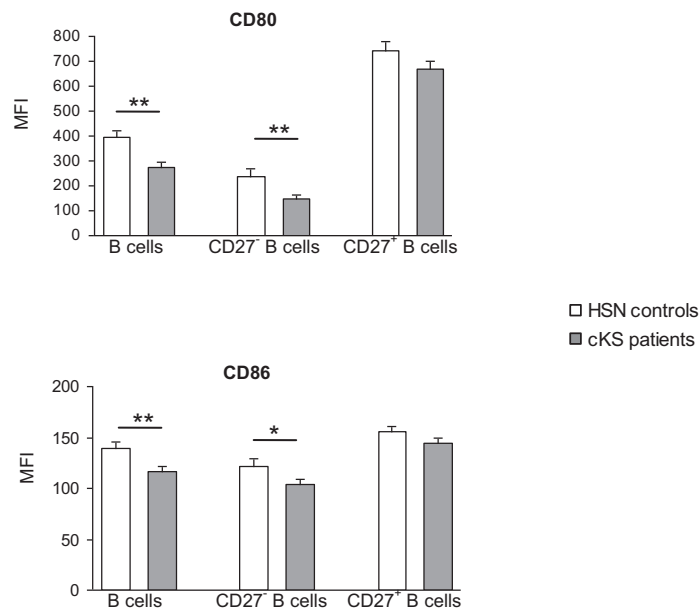 CD80
MFI
800
700
600
500
400
300
200
100
0
**
**
B cells
CD27⁻ B cells
CD27⁺ B cells
HSN controls
cKS patients
CD86
MFI
200
150
100
50
0
**
*
B cells
CD27⁻ B cells
CD27⁺ B cells